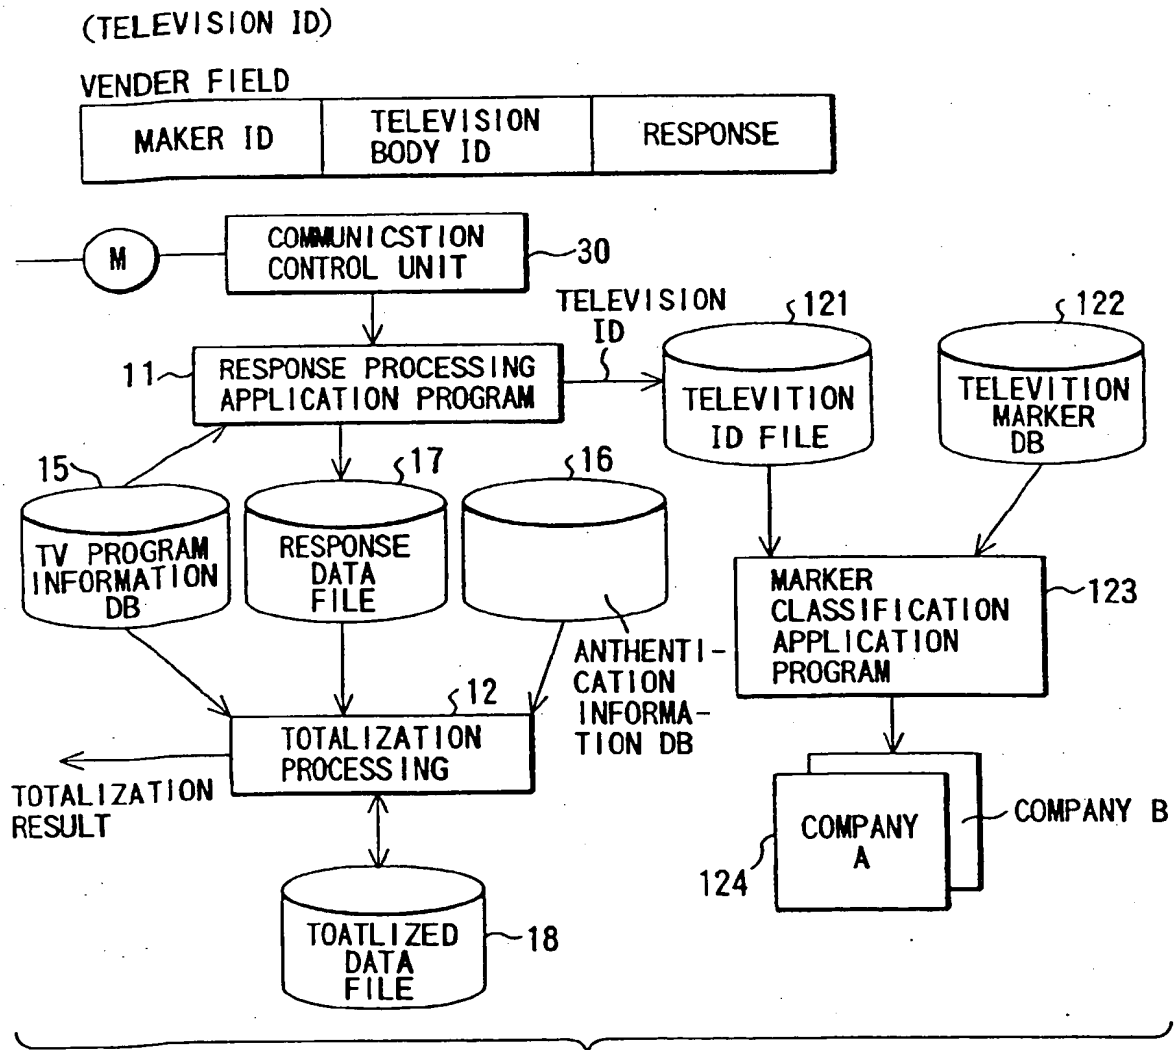 (TELEVISION ID)
VENDER FIELD
MAKER ID
TELEVISION
BODY ID
RESPONSE
M
COMMUNICSTION
CONTROL UNIT
30
TELEVISION
ID
121
122
11
RESPONSE PROCESSING
APPLICATION PROGRAM
TELEVITION
ID FILE
TELEVITION
MARKER
DB
15
17
16
TV PROGRAM
INFORMATION
DB
RESPONSE
DATA
FILE
ANTHENTI-
CATION
INFORMA-
TION DB
MARKER
CLASSIFICATION
APPLICATION
PROGRAM
123
12
TOTALIZATION
PROCESSING
TOTALIZATION
RESULT
COMPANY
A
COMPANY B
124
TOATLIZED
DATA
FILE
18